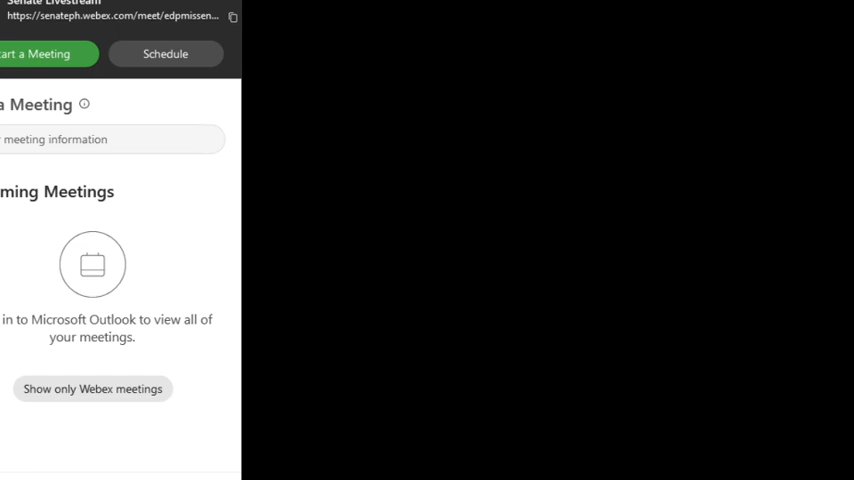 Senate Livestream
https://senateph.webex.com/meet/edpmissen...
art a Meeting
Schedule
a Meeting
meeting information
ming Meetings
in to Microsoft Outlook to view all of
your meetings.
Show only Webex meetings